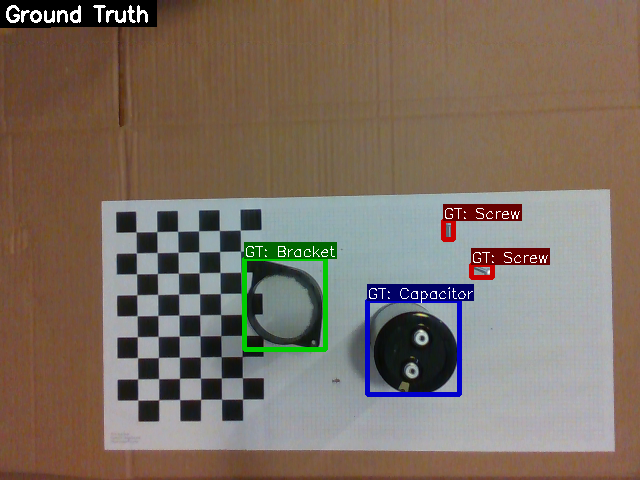 Ground Truth
GT: Screw
GT: Bracket
GT: Screw
GT: Capacitor